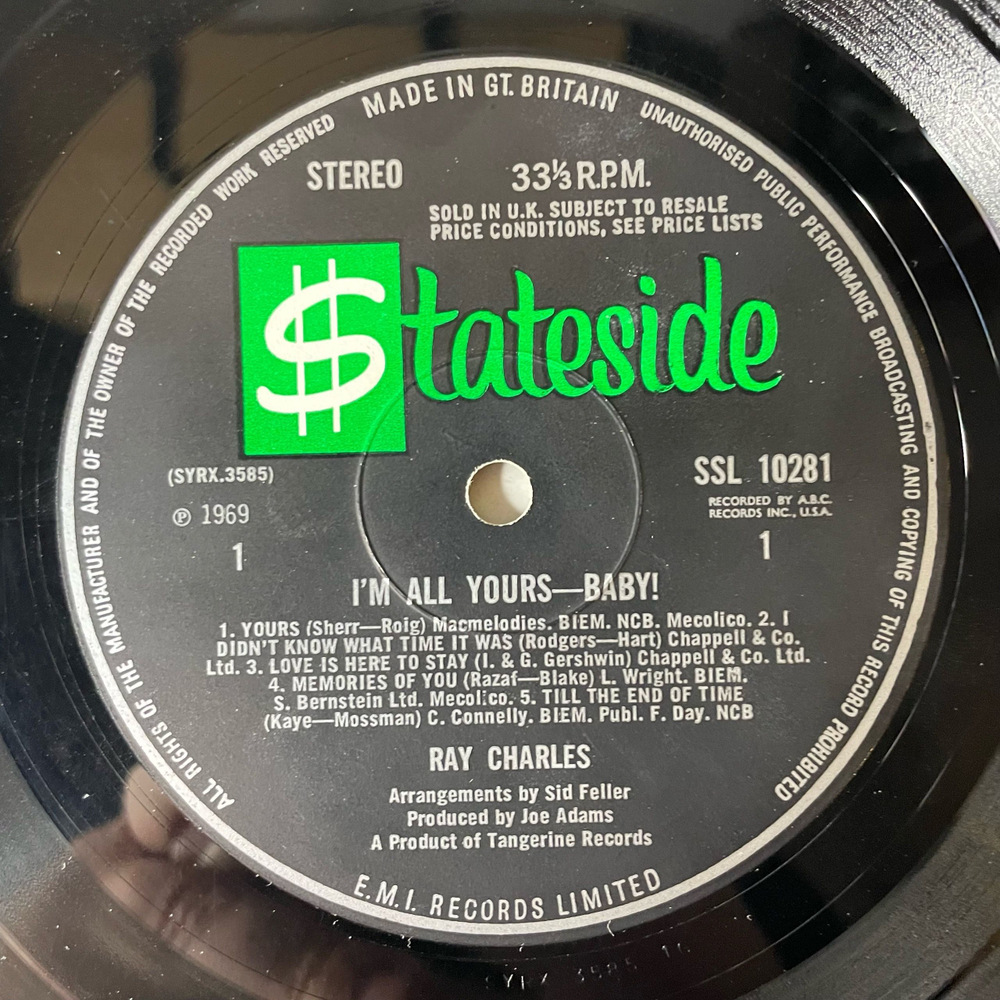 MADE IN GT. BRITAIN
UNAUTHORISED PUBLIC PERFORMANCE BROADCASTING AND COPYING OF THIS RECORD PROHIBITED
ALL RIGHTS OF THE MANUFACTURER AND OF THE OWNER OF THE RECORDED WORK RESERVED
STEREO 33⅓ R.P.M.
SOLD IN U.K. SUBJECT TO RESALE
PRICE CONDITIONS, SEE PRICE LISTS
$tateside
(SYRX.3585) SSL 10281
℗ 1969 RECORDED BY A.B.C.
RECORDS INC., U.S.A.
1 1
I'M ALL YOURS—BABY!
1. YOURS (Sherr—Roig) Macmelodies. BIEM. NCB. Mecolico. 2. I
DIDN'T KNOW WHAT TIME IT WAS (Rodgers—Hart) Chappell & Co.
Ltd. 3. LOVE IS HERE TO STAY (I. & G. Gershwin) Chappell & Co. Ltd.
4. MEMORIES OF YOU (Razaf—Blake) L. Wright. BIEM.
S. Bernstein Ltd. Mecolico. 5. TILL THE END OF TIME
(Kaye—Mossman) C. Connelly. BIEM. Publ. F. Day. NCB
RAY CHARLES
Arrangements by Sid Feller
Produced by Joe Adams
A Product of Tangerine Records
E.M.I. RECORDS LIMITED